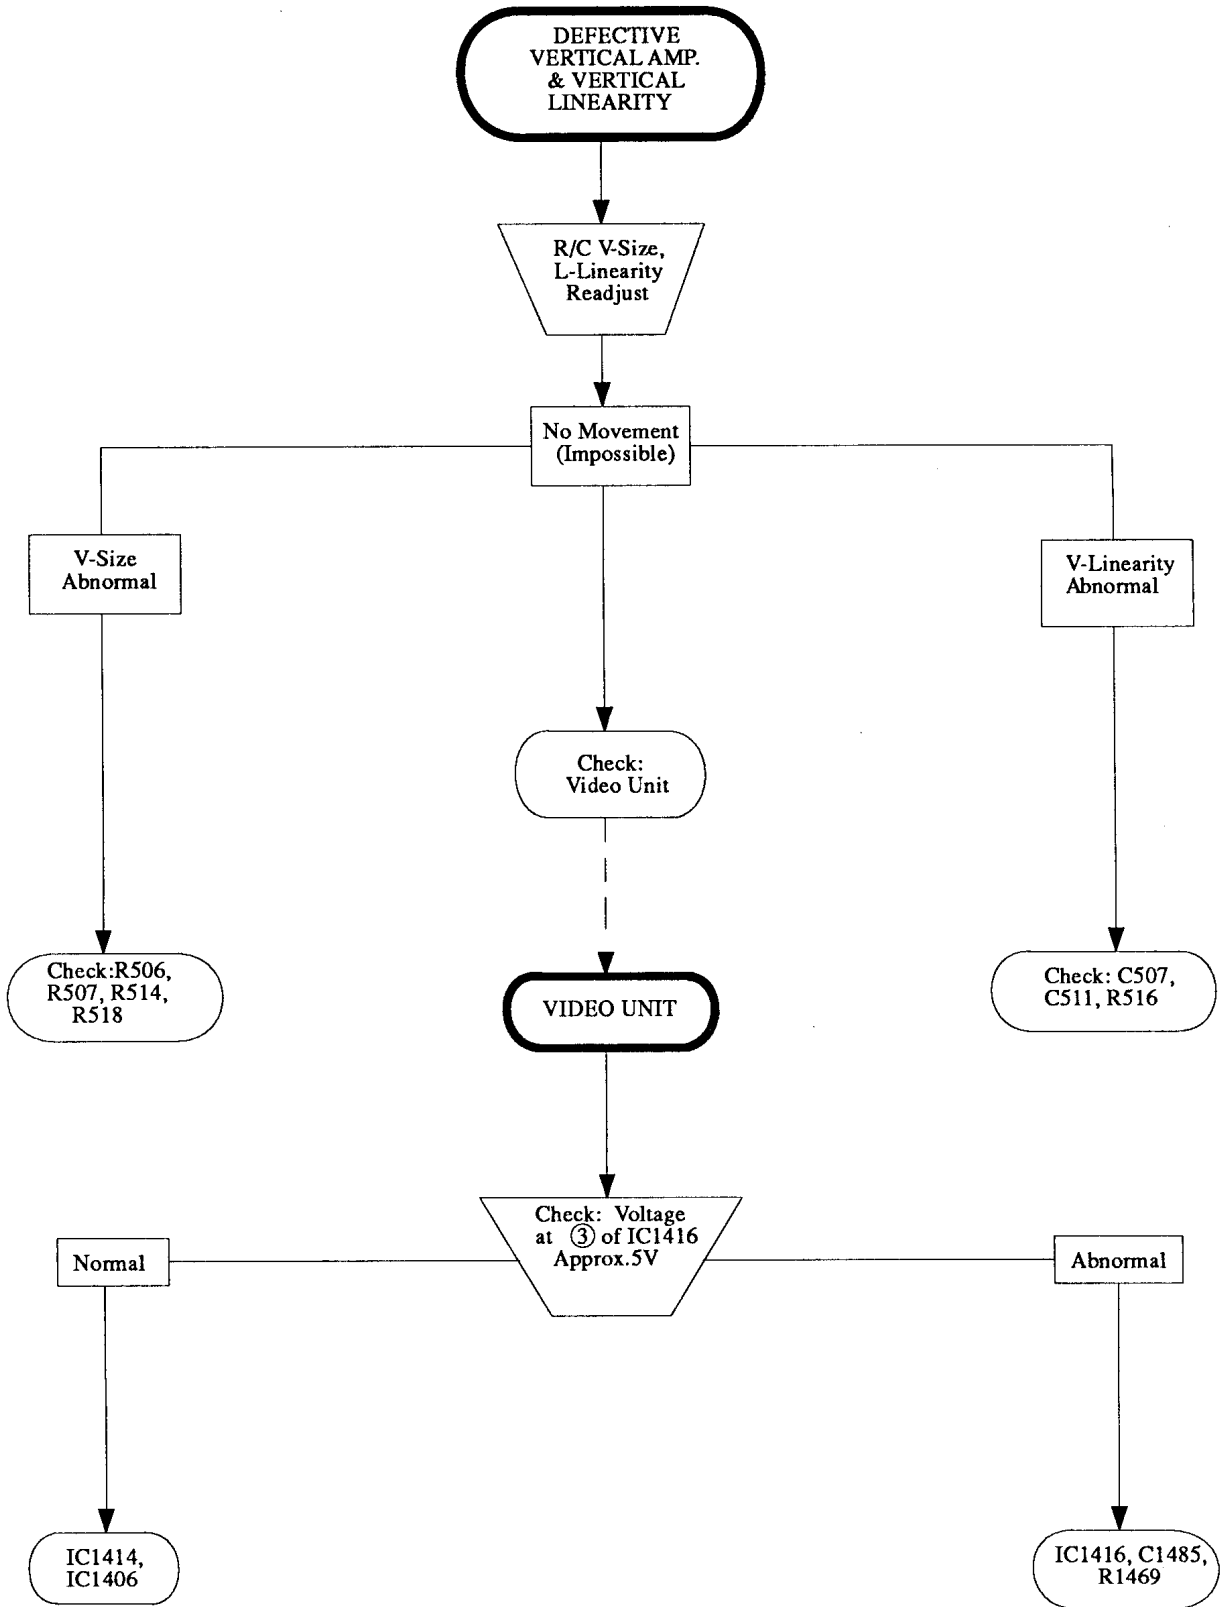 DEFECTIVE
VERTICAL AMP.
& VERTICAL
LINEARITY
R/C V-Size,
L-Linearity
Readjust
No Movement
(Impossible)
V-Size
Abnormal
V-Linearity
Abnormal
Check:
Video Unit
Check:R506,
R507, R514,
R518
VIDEO UNIT
Check: C507,
C511, R516
Check: Voltage
at ③ of IC1416
Approx.5V
Normal
Abnormal
IC1414,
IC1406
IC1416, C1485,
R1469